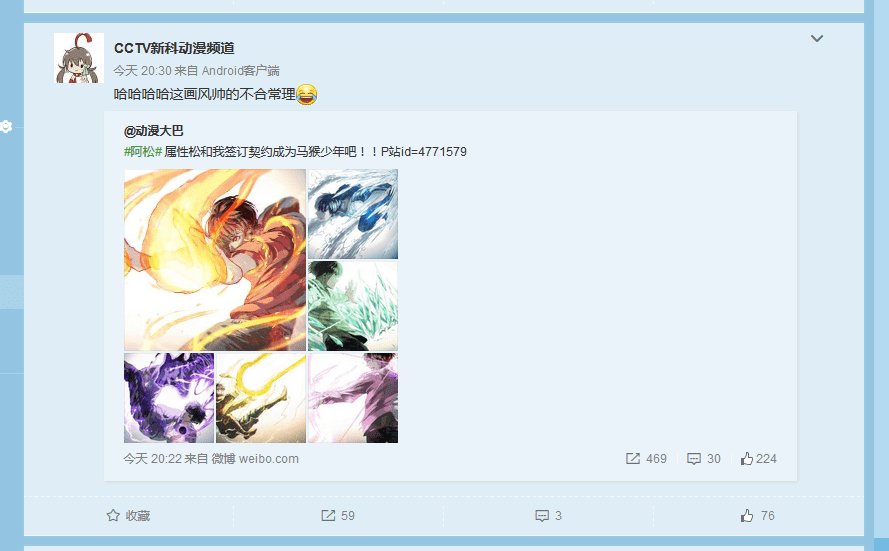 CCTV新科动漫频道
今天 20:30 来自 Android客户端
哈哈哈哈这画风帅的不合常理😂
@动漫大巴
#阿松# 属性松和我签订契约成为马猴少年吧！！P站id=4771579
今天 20:22 来自 微博 weibo.com
469 30 224
收藏 59 3 76